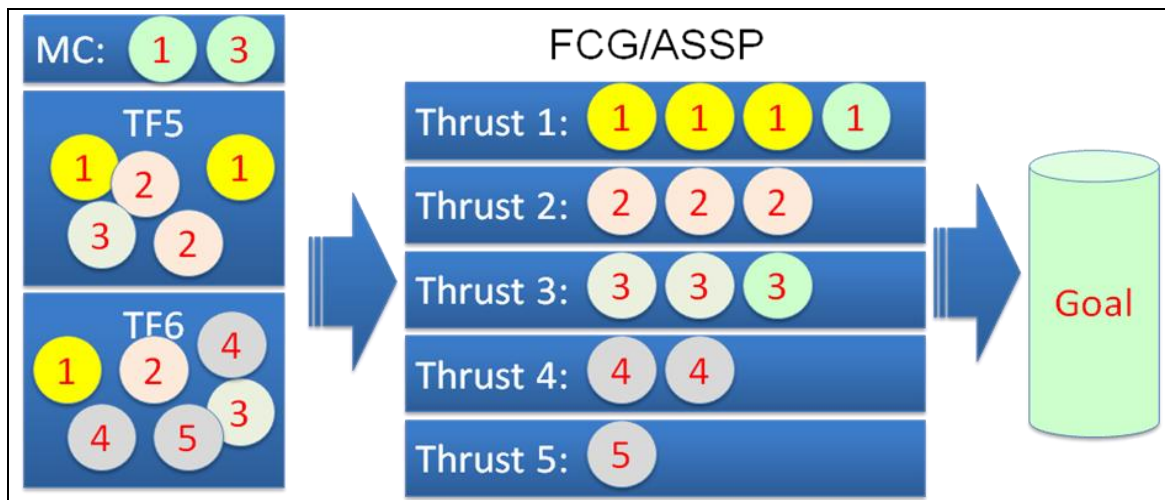 MC: 1 3
TF5
1 2 1
3 2
TF6
1 2 4
4 5 3
FCG/ASSP
Thrust 1: 1 1 1 1
Thrust 2: 2 2 2
Thrust 3: 3 3 3
Thrust 4: 4 4
Thrust 5: 5
Goal